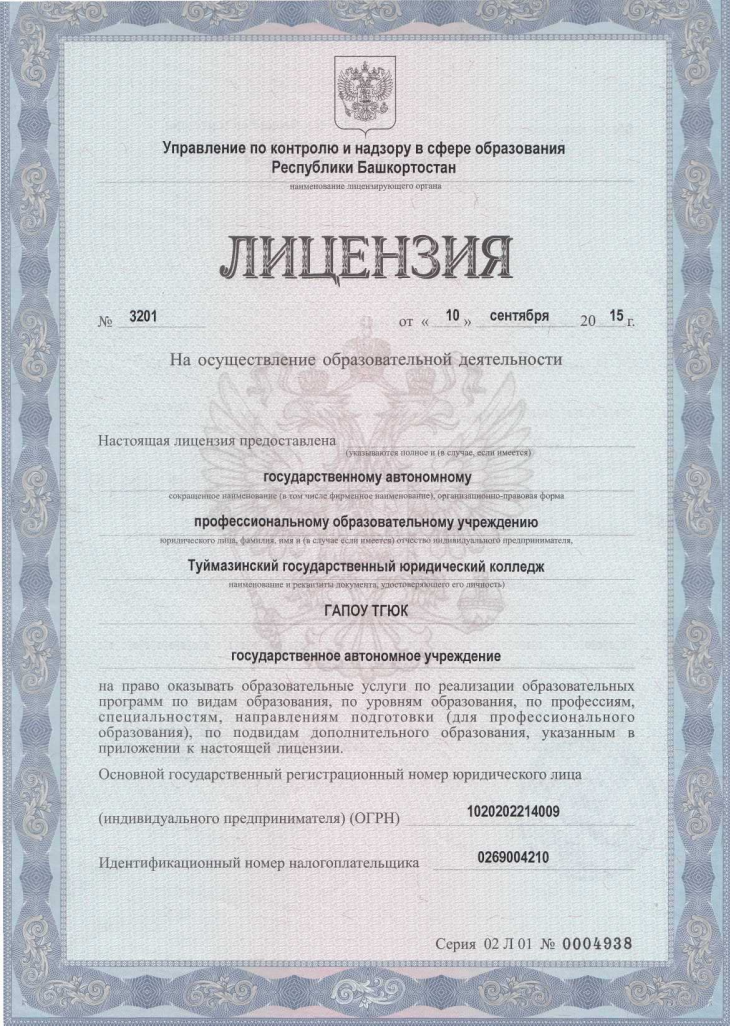 Управление по контролю и надзору в сфере образования
Республики Башкортостан
наименование лицензирующего органа
ЛИЦЕНЗИЯ
№ 3201 от « 10 » сентября 20 15 г.
На осуществление образовательной деятельности
Настоящая лицензия предоставлена
(указываются полное и (в случае, если имеется)
государственному автономному
сокращенное наименование (в том числе фирменное наименование), организационно-правовая форма
профессиональному образовательному учреждению
юридического лица, фамилия, имя и (в случае если имеется) отчество индивидуального предпринимателя,
Туймазинский государственный юридический колледж
наименование и реквизиты документа, удостоверяющего его личность)
ГАПОУ ТГЮК
государственное автономное учреждение
на право оказывать образовательные услуги по реализации образовательных
программ по видам образования, по уровням образования, по профессиям,
специальностям, направлениям подготовки (для профессионального
образования), по подвидам дополнительного образования, указанным в
приложении к настоящей лицензии.
Основной государственный регистрационный номер юридического лица
(индивидуального предпринимателя) (ОГРН) 1020202214009
Идентификационный номер налогоплательщика 0269004210
Серия 02 Л 01 № 0004938